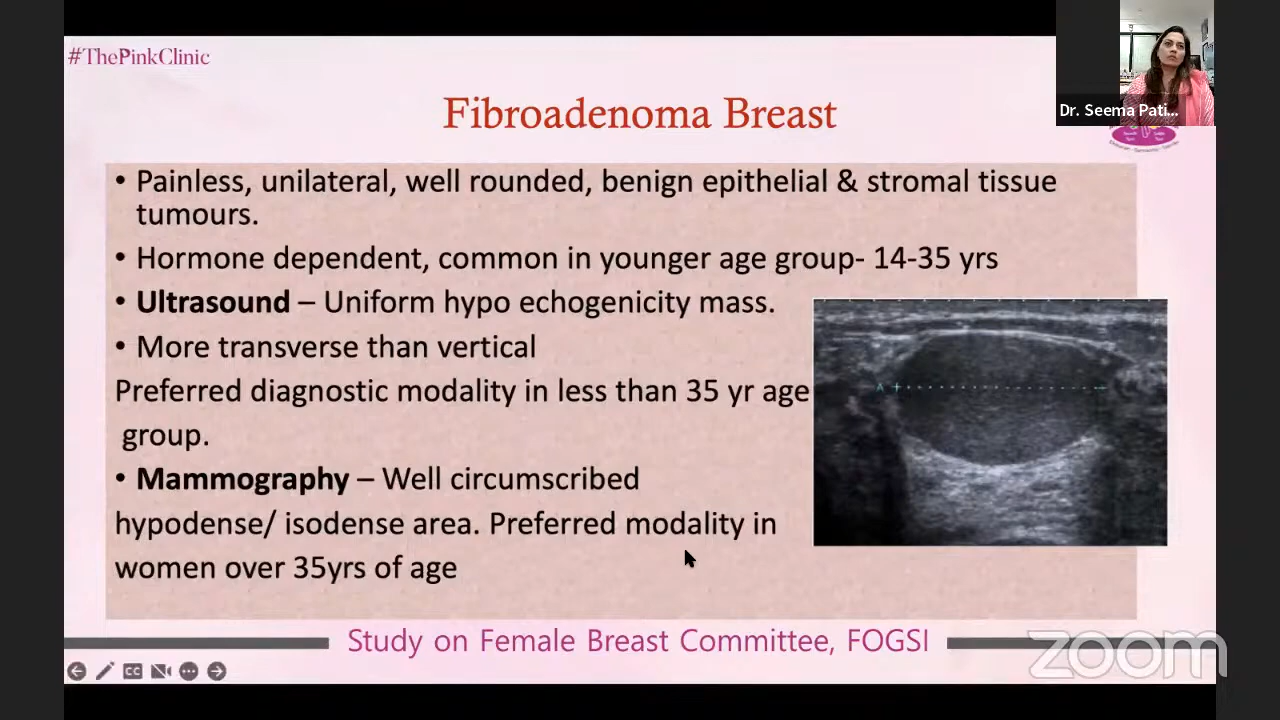 #ThePinkClinic
Dr. Seema Pati...
Fibroadenoma Breast
• Painless, unilateral, well rounded, benign epithelial & stromal tissue
tumours.
• Hormone dependent, common in younger age group- 14-35 yrs
• Ultrasound – Uniform hypo echogenicity mass.
• More transverse than vertical
Preferred diagnostic modality in less than 35 yr age
group.
• Mammography – Well circumscribed
hypodense/ isodense area. Preferred modality in
women over 35yrs of age
A
Study on Female Breast Committee, FOGSI
zoom
CC